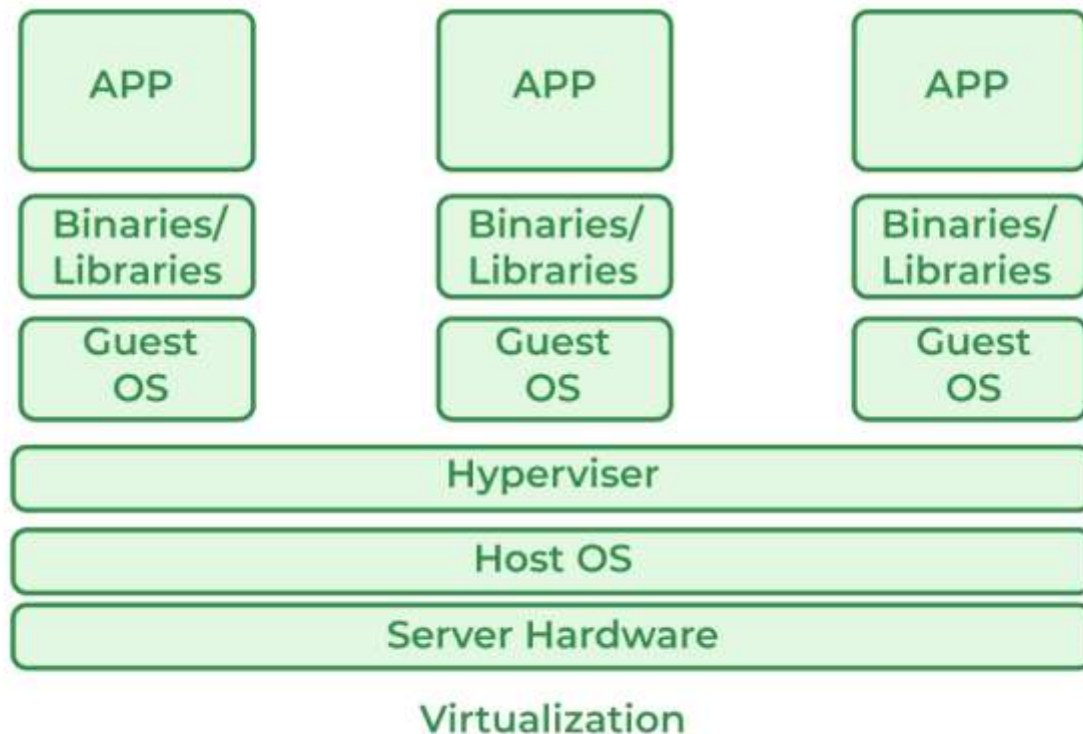 APP
APP
APP
Binaries/
Libraries
Binaries/
Libraries
Binaries/
Libraries
Guest
OS
Guest
OS
Guest
OS
Hyperviser
Host OS
Server Hardware
Virtualization